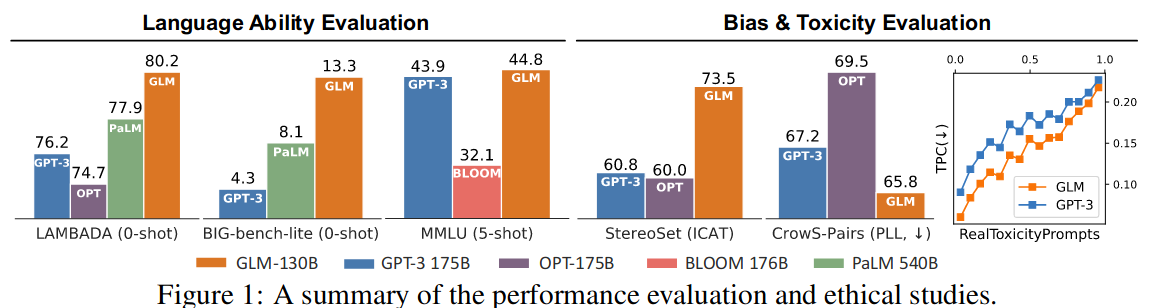 Language Ability Evaluation
Bias & Toxicity Evaluation
76.2
GPT-3
74.7
OPT
77.9
PaLM
80.2
GLM
LAMBADA (0-shot)
4.3
GPT-3
8.1
PaLM
13.3
GLM
BIG-bench-lite (0-shot)
43.9
GPT-3
32.1
BLOOM
44.8
GLM
MMLU (5-shot)
60.8
GPT-3
60.0
OPT
73.5
GLM
StereoSet (ICAT)
67.2
GPT-3
69.5
OPT
65.8
GLM
CrowS-Pairs (PLL, ↓)
0.0 0.5 1.0
TPC(↓)
0.20
0.15
0.10
GLM
GPT-3
RealToxicityPrompts
GLM-130B GPT-3 175B OPT-175B BLOOM 176B PaLM 540B
Figure 1: A summary of the performance evaluation and ethical studies.